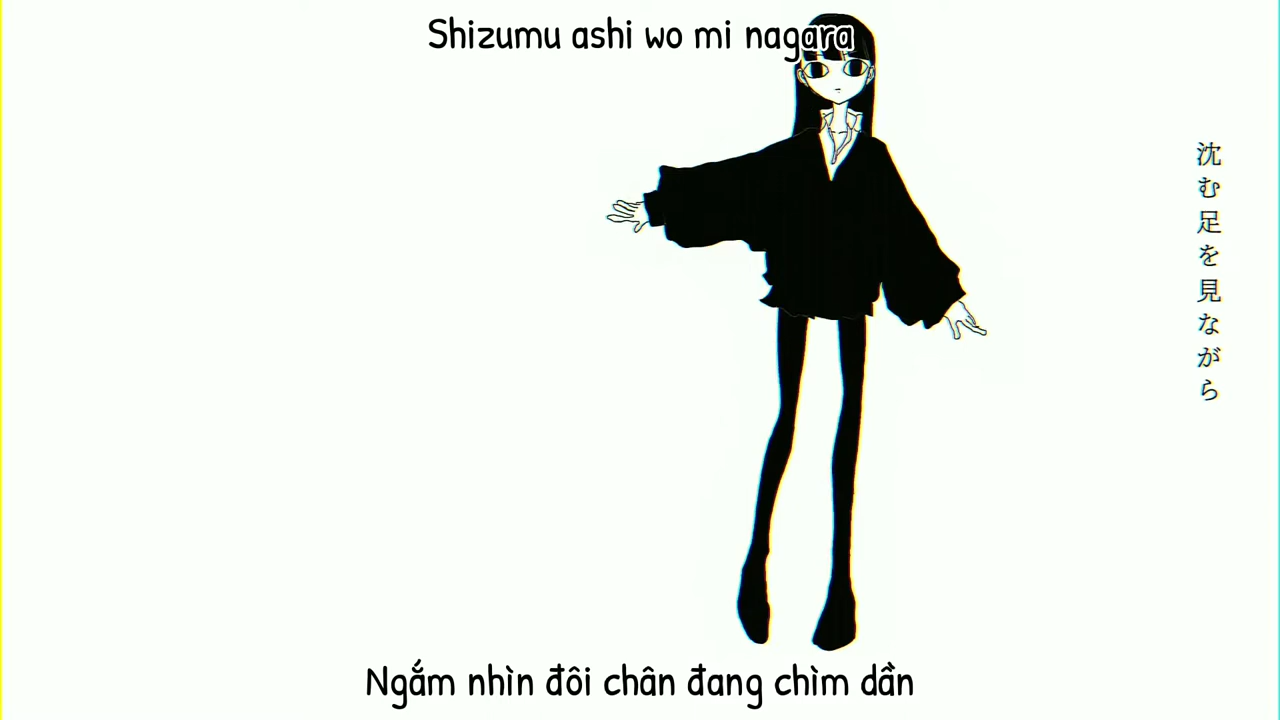 Shizumu ashi wo mi nagara
沈む足を見ながら
Ngắm nhìn đôi chân đang chìm dần